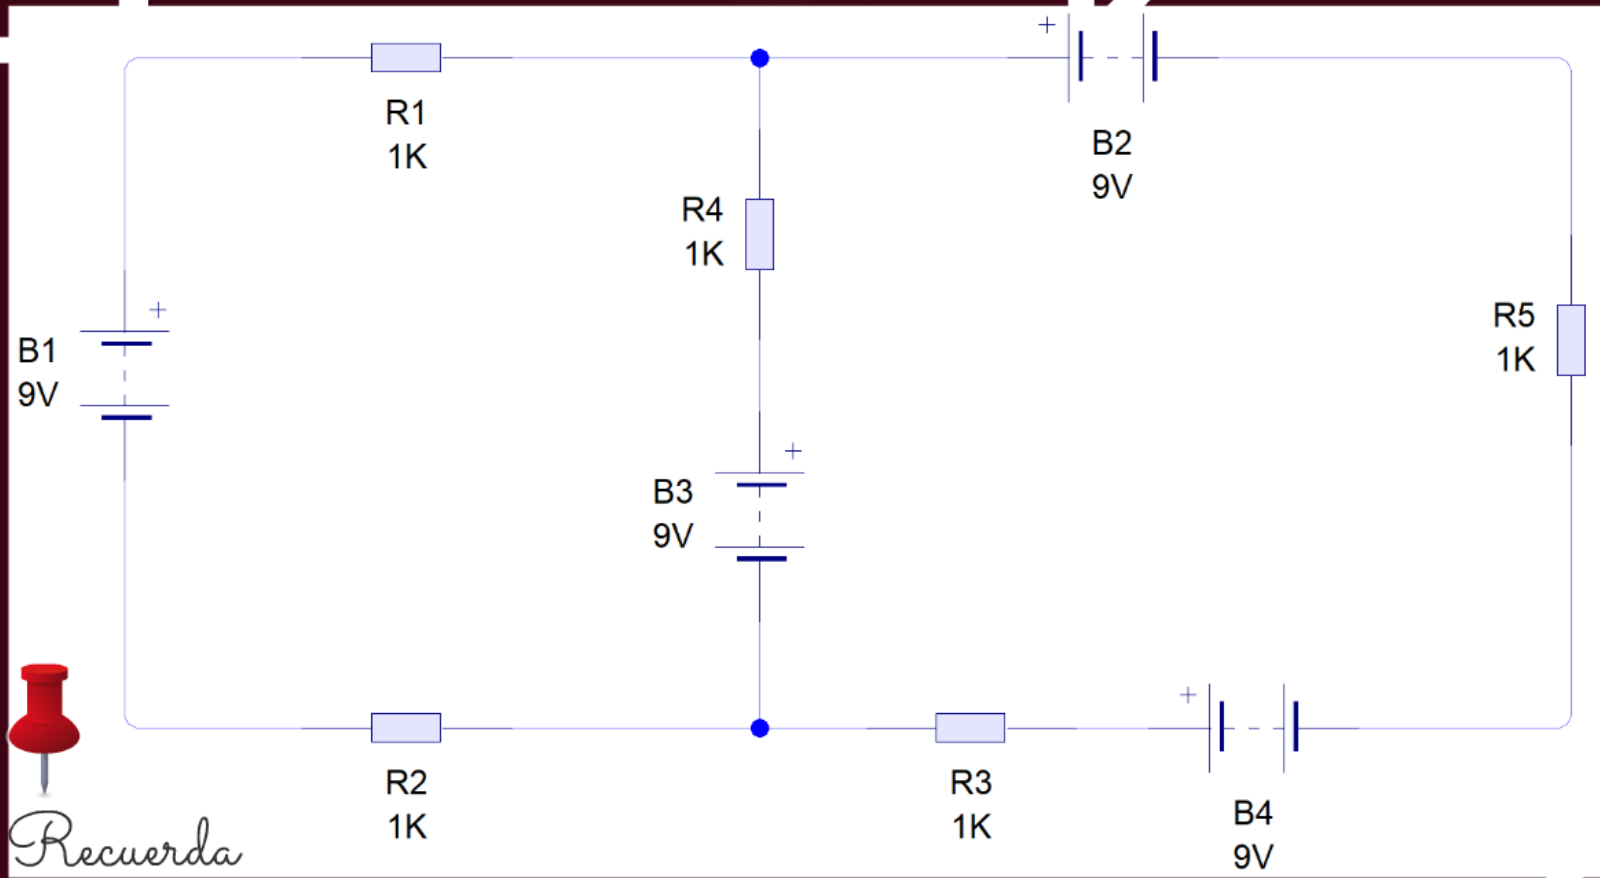 +
R1
1K
B2
9V
R4
1K
+
B1
9V
R5
1K
+
B3
9V
+
R2
1K
R3
1K
B4
9V
Recuerda